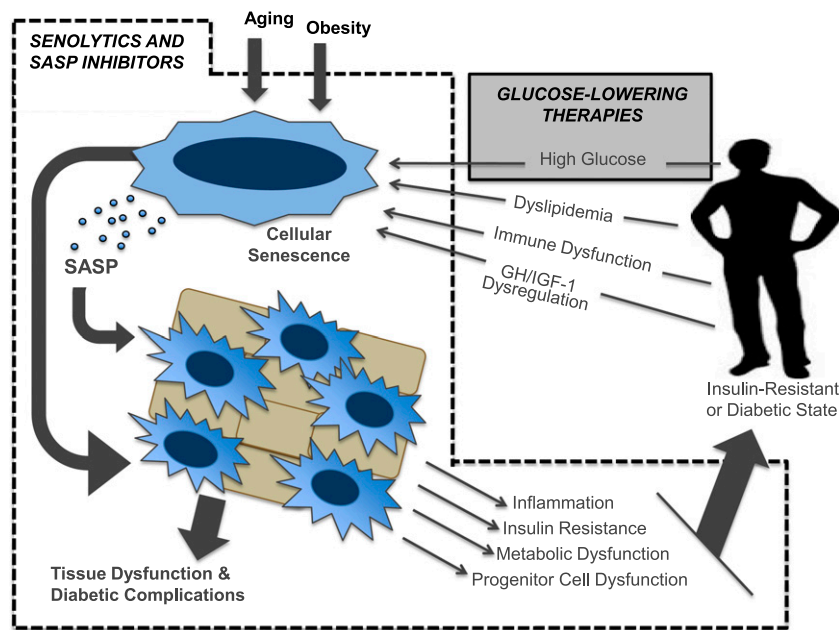 Aging
Obesity
SENOLYTICS AND
SASP INHIBITORS
GLUCOSE-LOWERING
THERAPIES
High Glucose
Dyslipidemia
Immune Dysfunction
GH/IGF-1
Dysregulation
Cellular
Senescence
SASP
Insulin-Resistant
or Diabetic State
Inflammation
Insulin Resistance
Metabolic Dysfunction
Progenitor Cell Dysfunction
Tissue Dysfunction &
Diabetic Complications